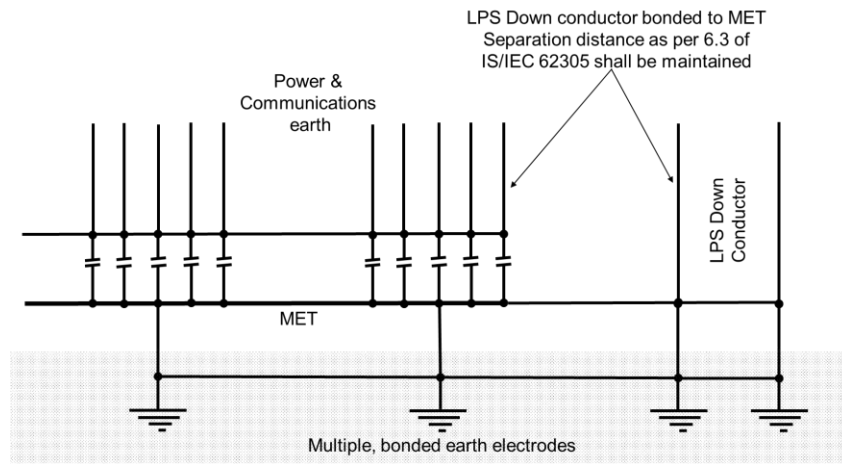 LPS Down conductor bonded to MET
Separation distance as per 6.3 of
IS/IEC 62305 shall be maintained
Power &
Communications
earth
LPS Down
Conductor
MET
Multiple, bonded earth electrodes